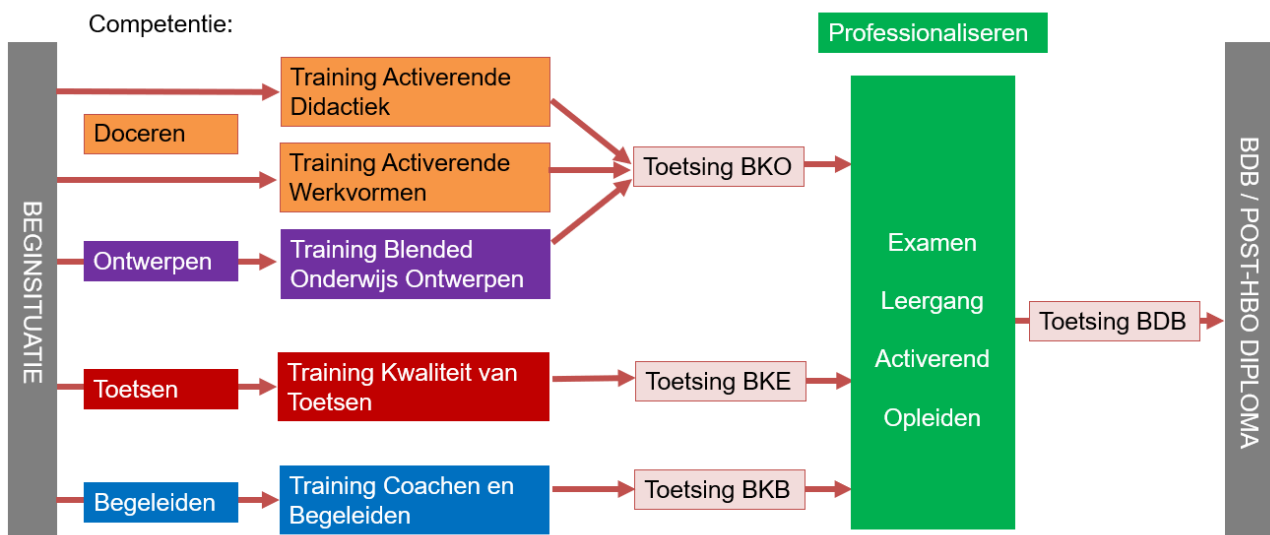 Competentie:
Professionaliseren
BEGINSITUATIE
Training Activerende
Didactiek
Doceren
Training Activerende
Werkvormen
Toetsing BKO
Ontwerpen
Training Blended
Onderwijs Ontwerpen
Toetsen
Training Kwaliteit van
Toetsen
Toetsing BKE
Begeleiden
Training Coachen en
Begeleiden
Toetsing BKB
Examen
Leergang
Activerend
Opleiden
Toetsing BDB
BDB / POST-HBO DIPLOMA